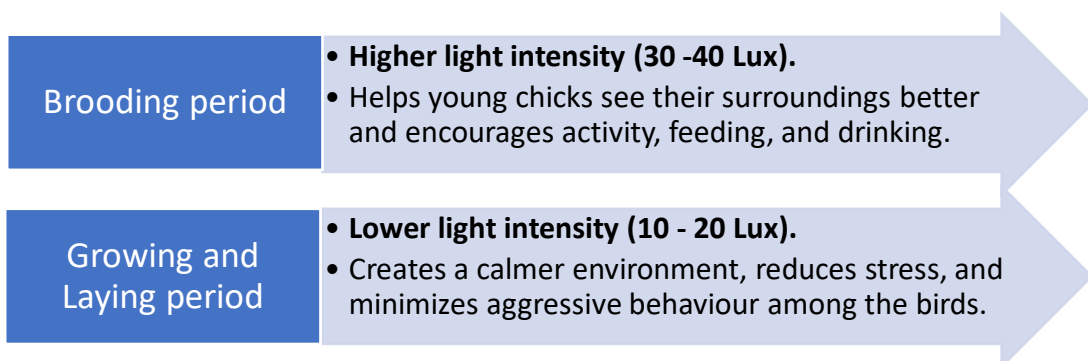 Brooding period
• Higher light intensity (30 -40 Lux).
• Helps young chicks see their surroundings better
and encourages activity, feeding, and drinking.
Growing and
Laying period
• Lower light intensity (10 - 20 Lux).
• Creates a calmer environment, reduces stress, and
minimizes aggressive behaviour among the birds.